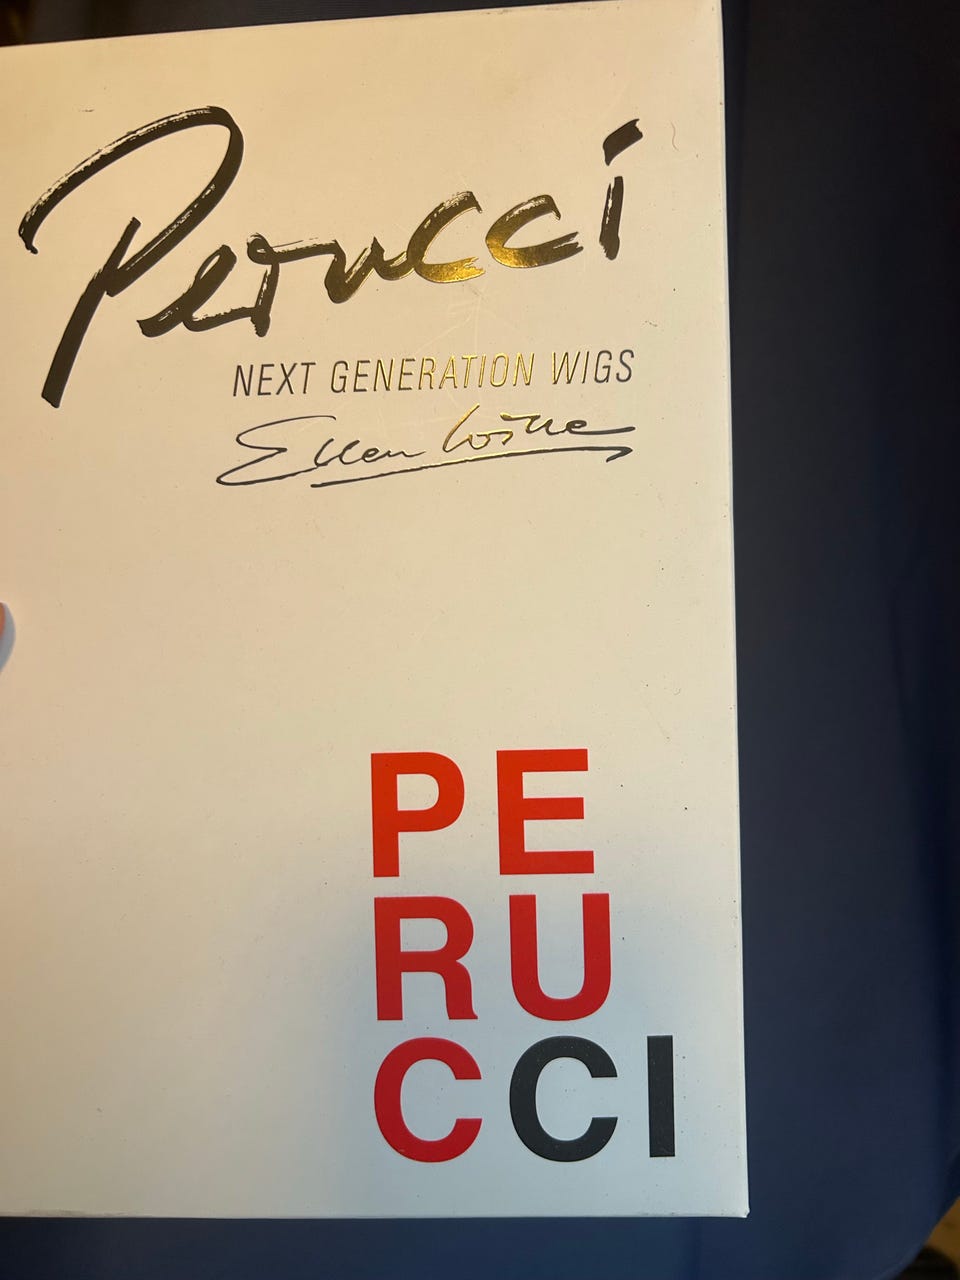 Perucci
NEXT GENERATION WIGS
Ellen Wille
PE
RU
CCI